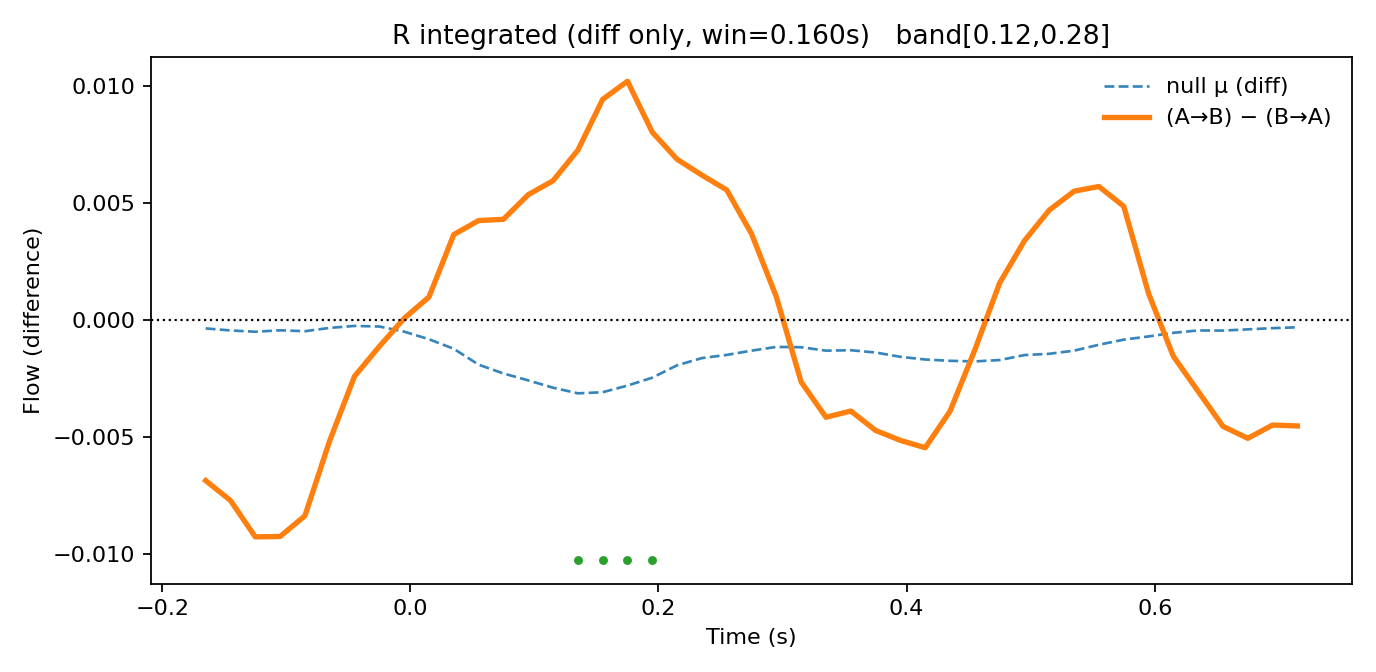 R integrated (diff only, win=0.160s)   band[0.12,0.28]
null μ (diff)
(A→B) − (B→A)
Flow (difference)
0.010
0.005
0.000
−0.005
−0.010
−0.2
0.0
0.2
0.4
0.6
Time (s)